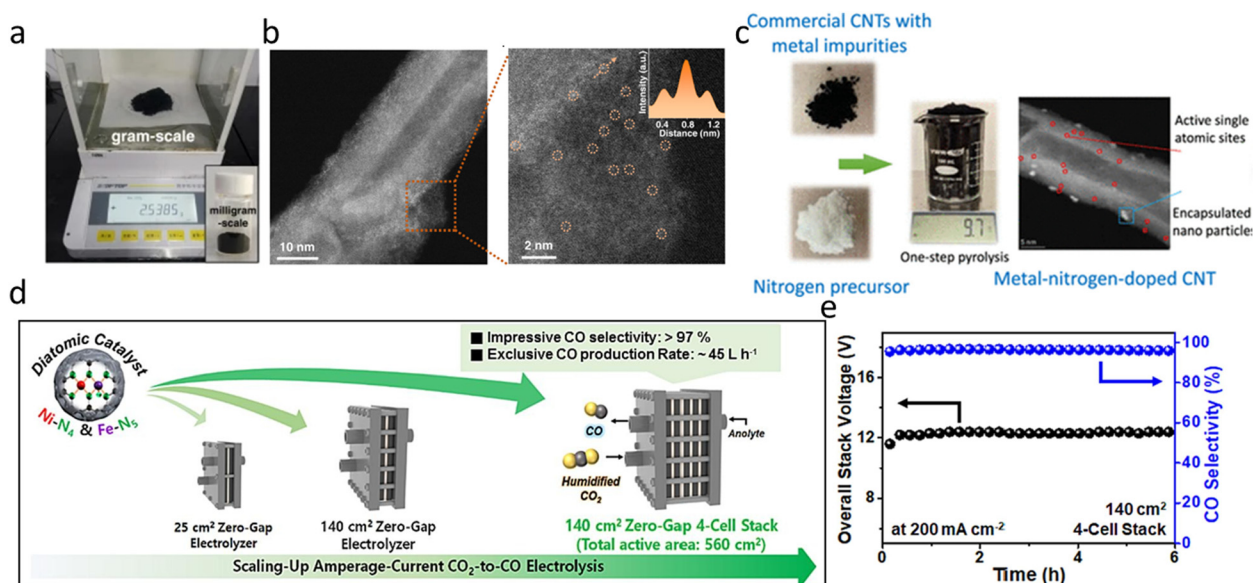 a
gram-scale
2.5385
milligram
-scale
b
10 nm
2 nm
Intensity (a.u.)
0.4 0.8 1.2
Distance (nm)
c
Commercial CNTs with
metal impurities
Nitrogen precursor
9.7
One-step pyrolysis
5 nm
Active single
atomic sites
Encapsulated
nano particles
Metal-nitrogen-doped CNT
d
Diatomic Catalyst
Ni-N₄ & Fe-N₅
■ Impressive CO selectivity: > 97 %
■ Exclusive CO production Rate: ~ 45 L h⁻¹
CO
Humidified
CO₂
Anolyte
25 cm² Zero-Gap
Electrolyzer
140 cm² Zero-Gap
Electrolyzer
140 cm² Zero-Gap 4-Cell Stack
(Total active area: 560 cm²)
Scaling-Up Amperage-Current CO₂-to-CO Electrolysis
e
Overall Stack Voltage (V)
16
12
8
CO Selectivity (%)
100
80
60
40
20
0
at 200 mA cm⁻²
140 cm²
4-Cell Stack
0 2 4 6
Time (h)